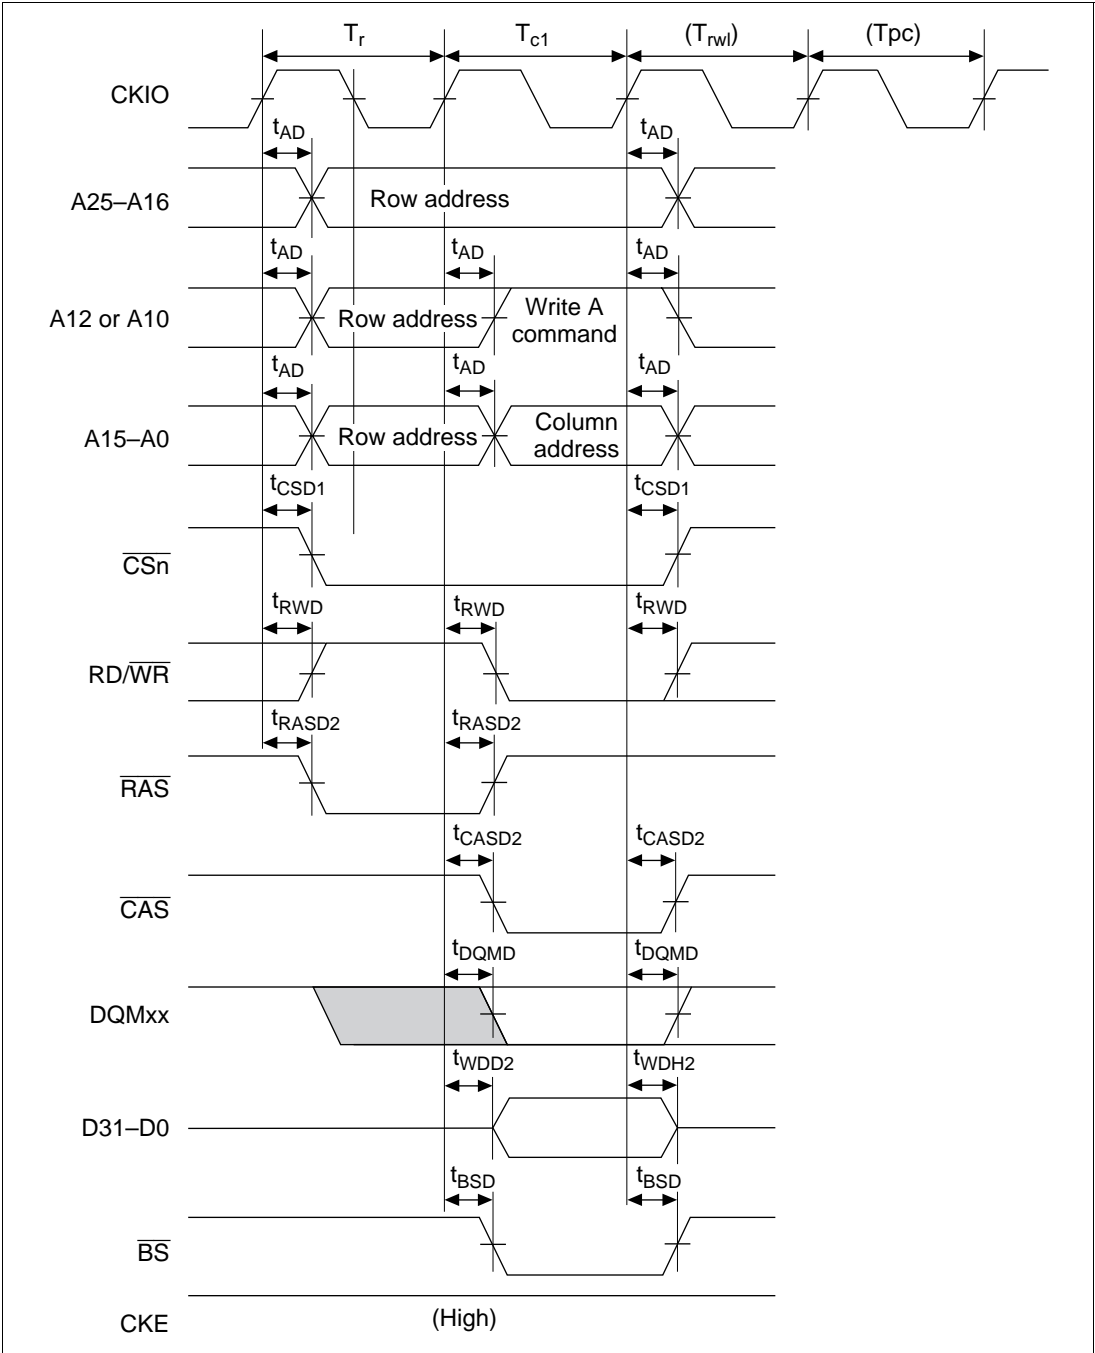 Tr Tc1 (Trwl) (Tpc)
CKIO
tAD tAD
A25–A16 Row address
tAD tAD tAD
A12 or A10 Row address Write A command
tAD tAD tAD
A15–A0 Row address Column address
tCSD1 tCSD1
CSn
tRWD tRWD tRWD
RD/WR
tRASD2 tRASD2
RAS
tCASD2 tCASD2
CAS
tDQMD tDQMD
DQMxx
tWDD2 tWDH2
D31–D0
tBSD tBSD
BS
CKE (High)